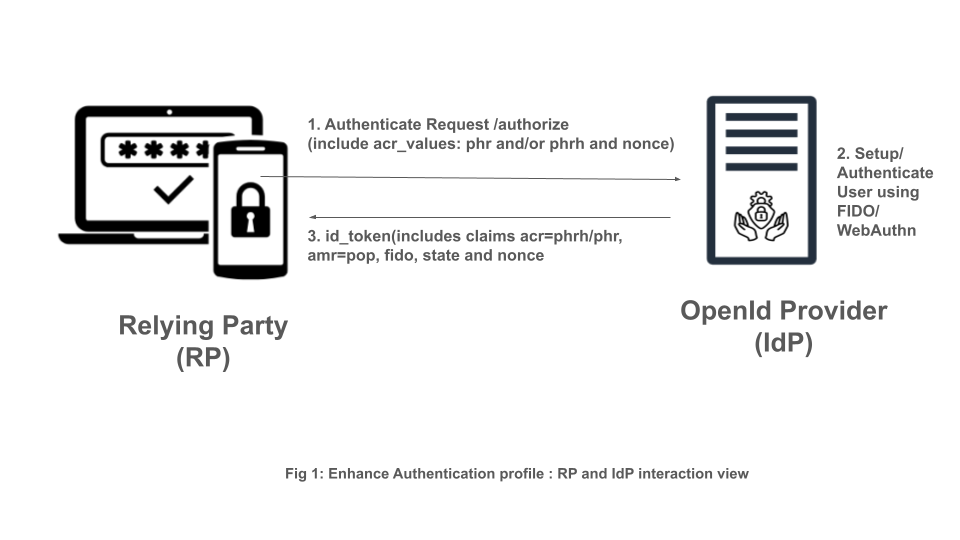 1. Authenticate Request /authorize
(include acr_values: phr and/or phrh and nonce)
2. Setup/
Authenticate
User using
FIDO/
WebAuthn
3. id_token(includes claims acr=phrh/phr,
amr=pop, fido, state and nonce
Relying Party
(RP)
OpenId Provider
(IdP)
Fig 1: Enhance Authentication profile : RP and IdP interaction view